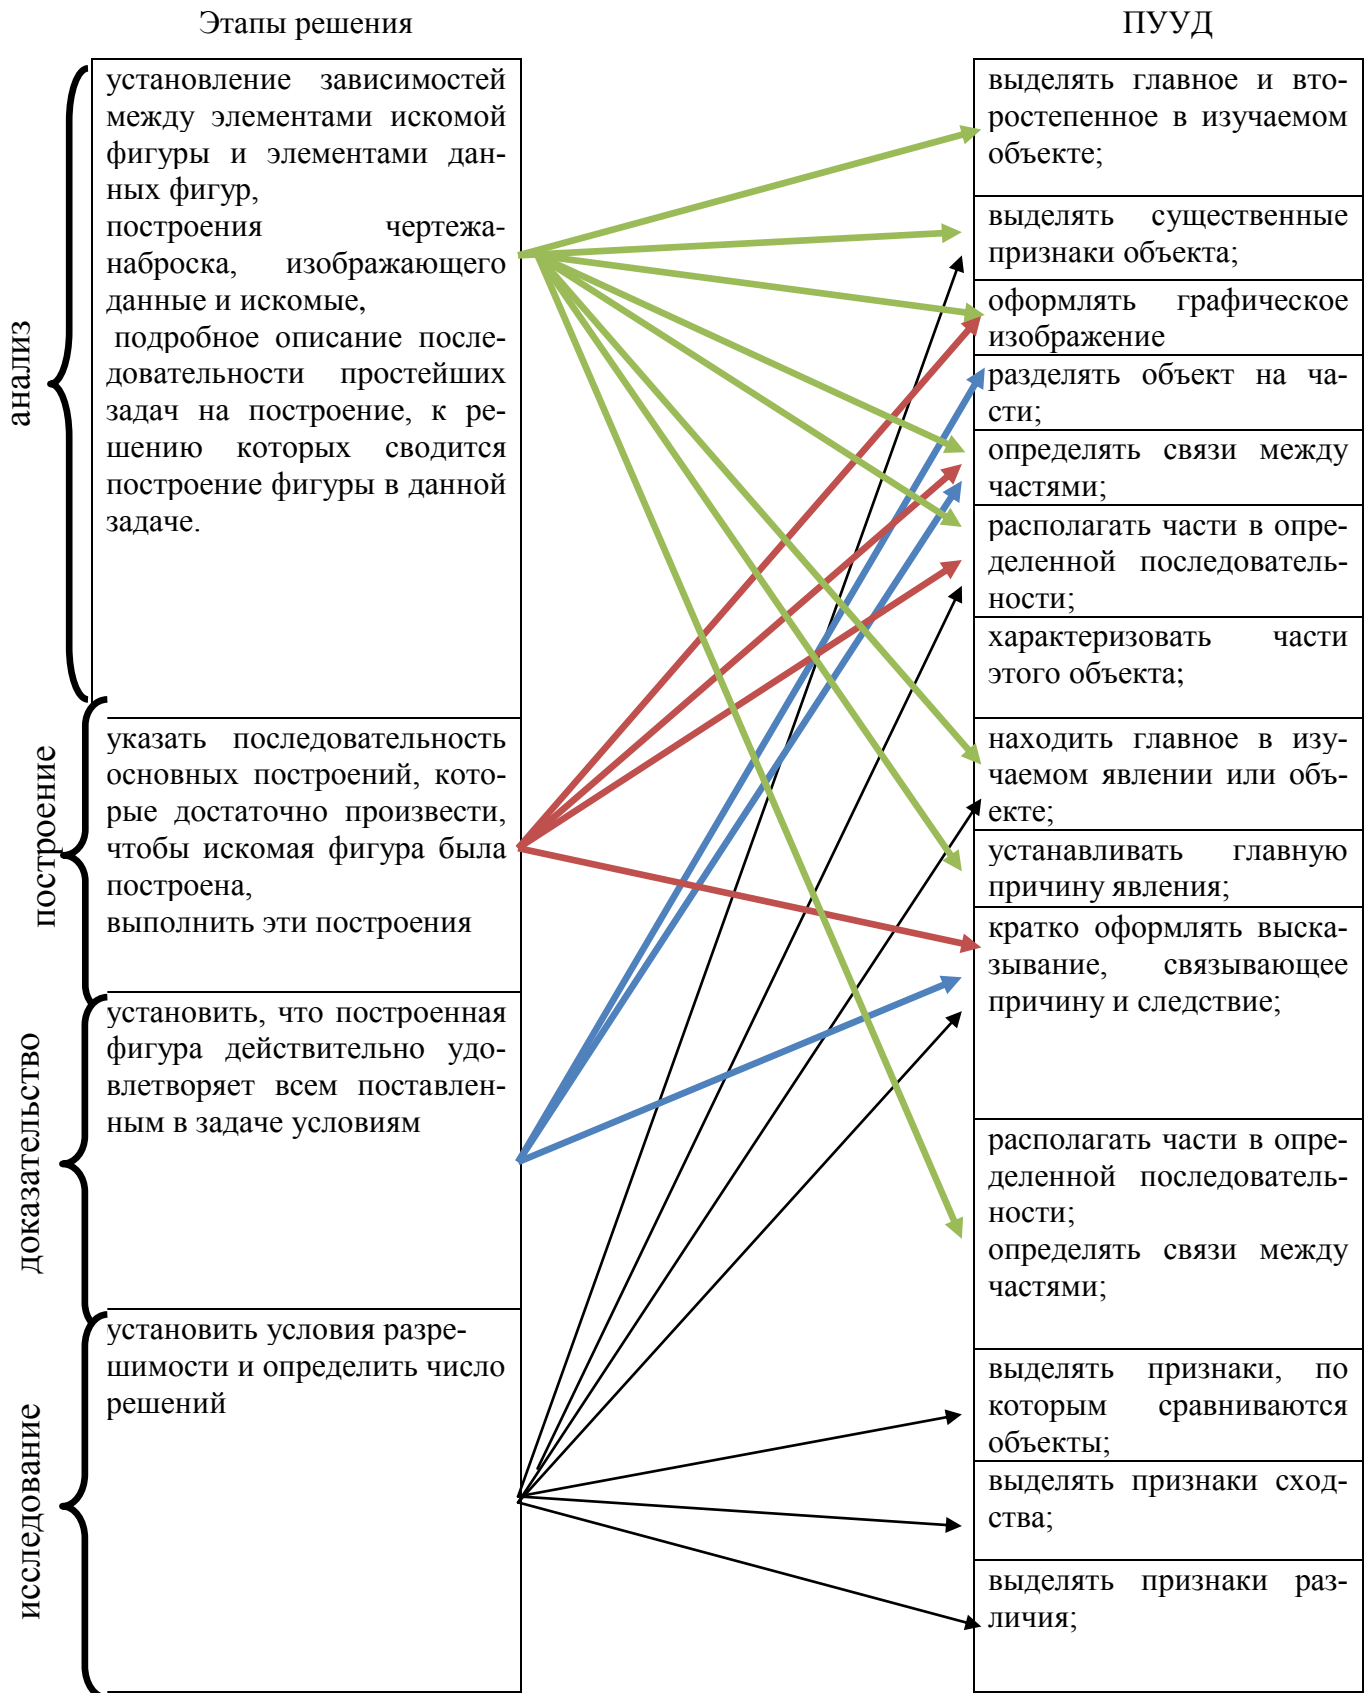 Этапы решения
ПУУД
анализ
установление зависимостей
между элементами искомой
фигуры и элементами дан-
ных фигур,
построения чертежа-
наброска, изображающего
данные и искомые,
подробное описание после-
довательности простейших
задач на построение, к ре-
шению которых сводится
построение фигуры в данной
задаче.
построение
указать последовательность
основных построений, кото-
рые достаточно произвести,
чтобы искомая фигура была
построена,
выполнить эти построения
доказательство
установить, что построенная
фигура действительно удо-
влетворяет всем поставлен-
ным в задаче условиям
исследование
установить условия разре-
шимости и определить число
решений
выделять главное и вто-
ростепенное в изучаемом
объекте;
выделять существенные
признаки объекта;
оформлять графическое
изображение
разделять объект на ча-
сти;
определять связи между
частями;
располагать части в опре-
деленной последователь-
ности;
характеризовать части
этого объекта;
находить главное в изу-
чаемом явлении или объ-
екте;
устанавливать главную
причину явления;
кратко оформлять выска-
зывание, связывающее
причину и следствие;
располагать части в опре-
деленной последователь-
ности;
определять связи между
частями;
выделять признаки, по
которым сравниваются
объекты;
выделять признаки сход-
ства;
выделять признаки раз-
личия;